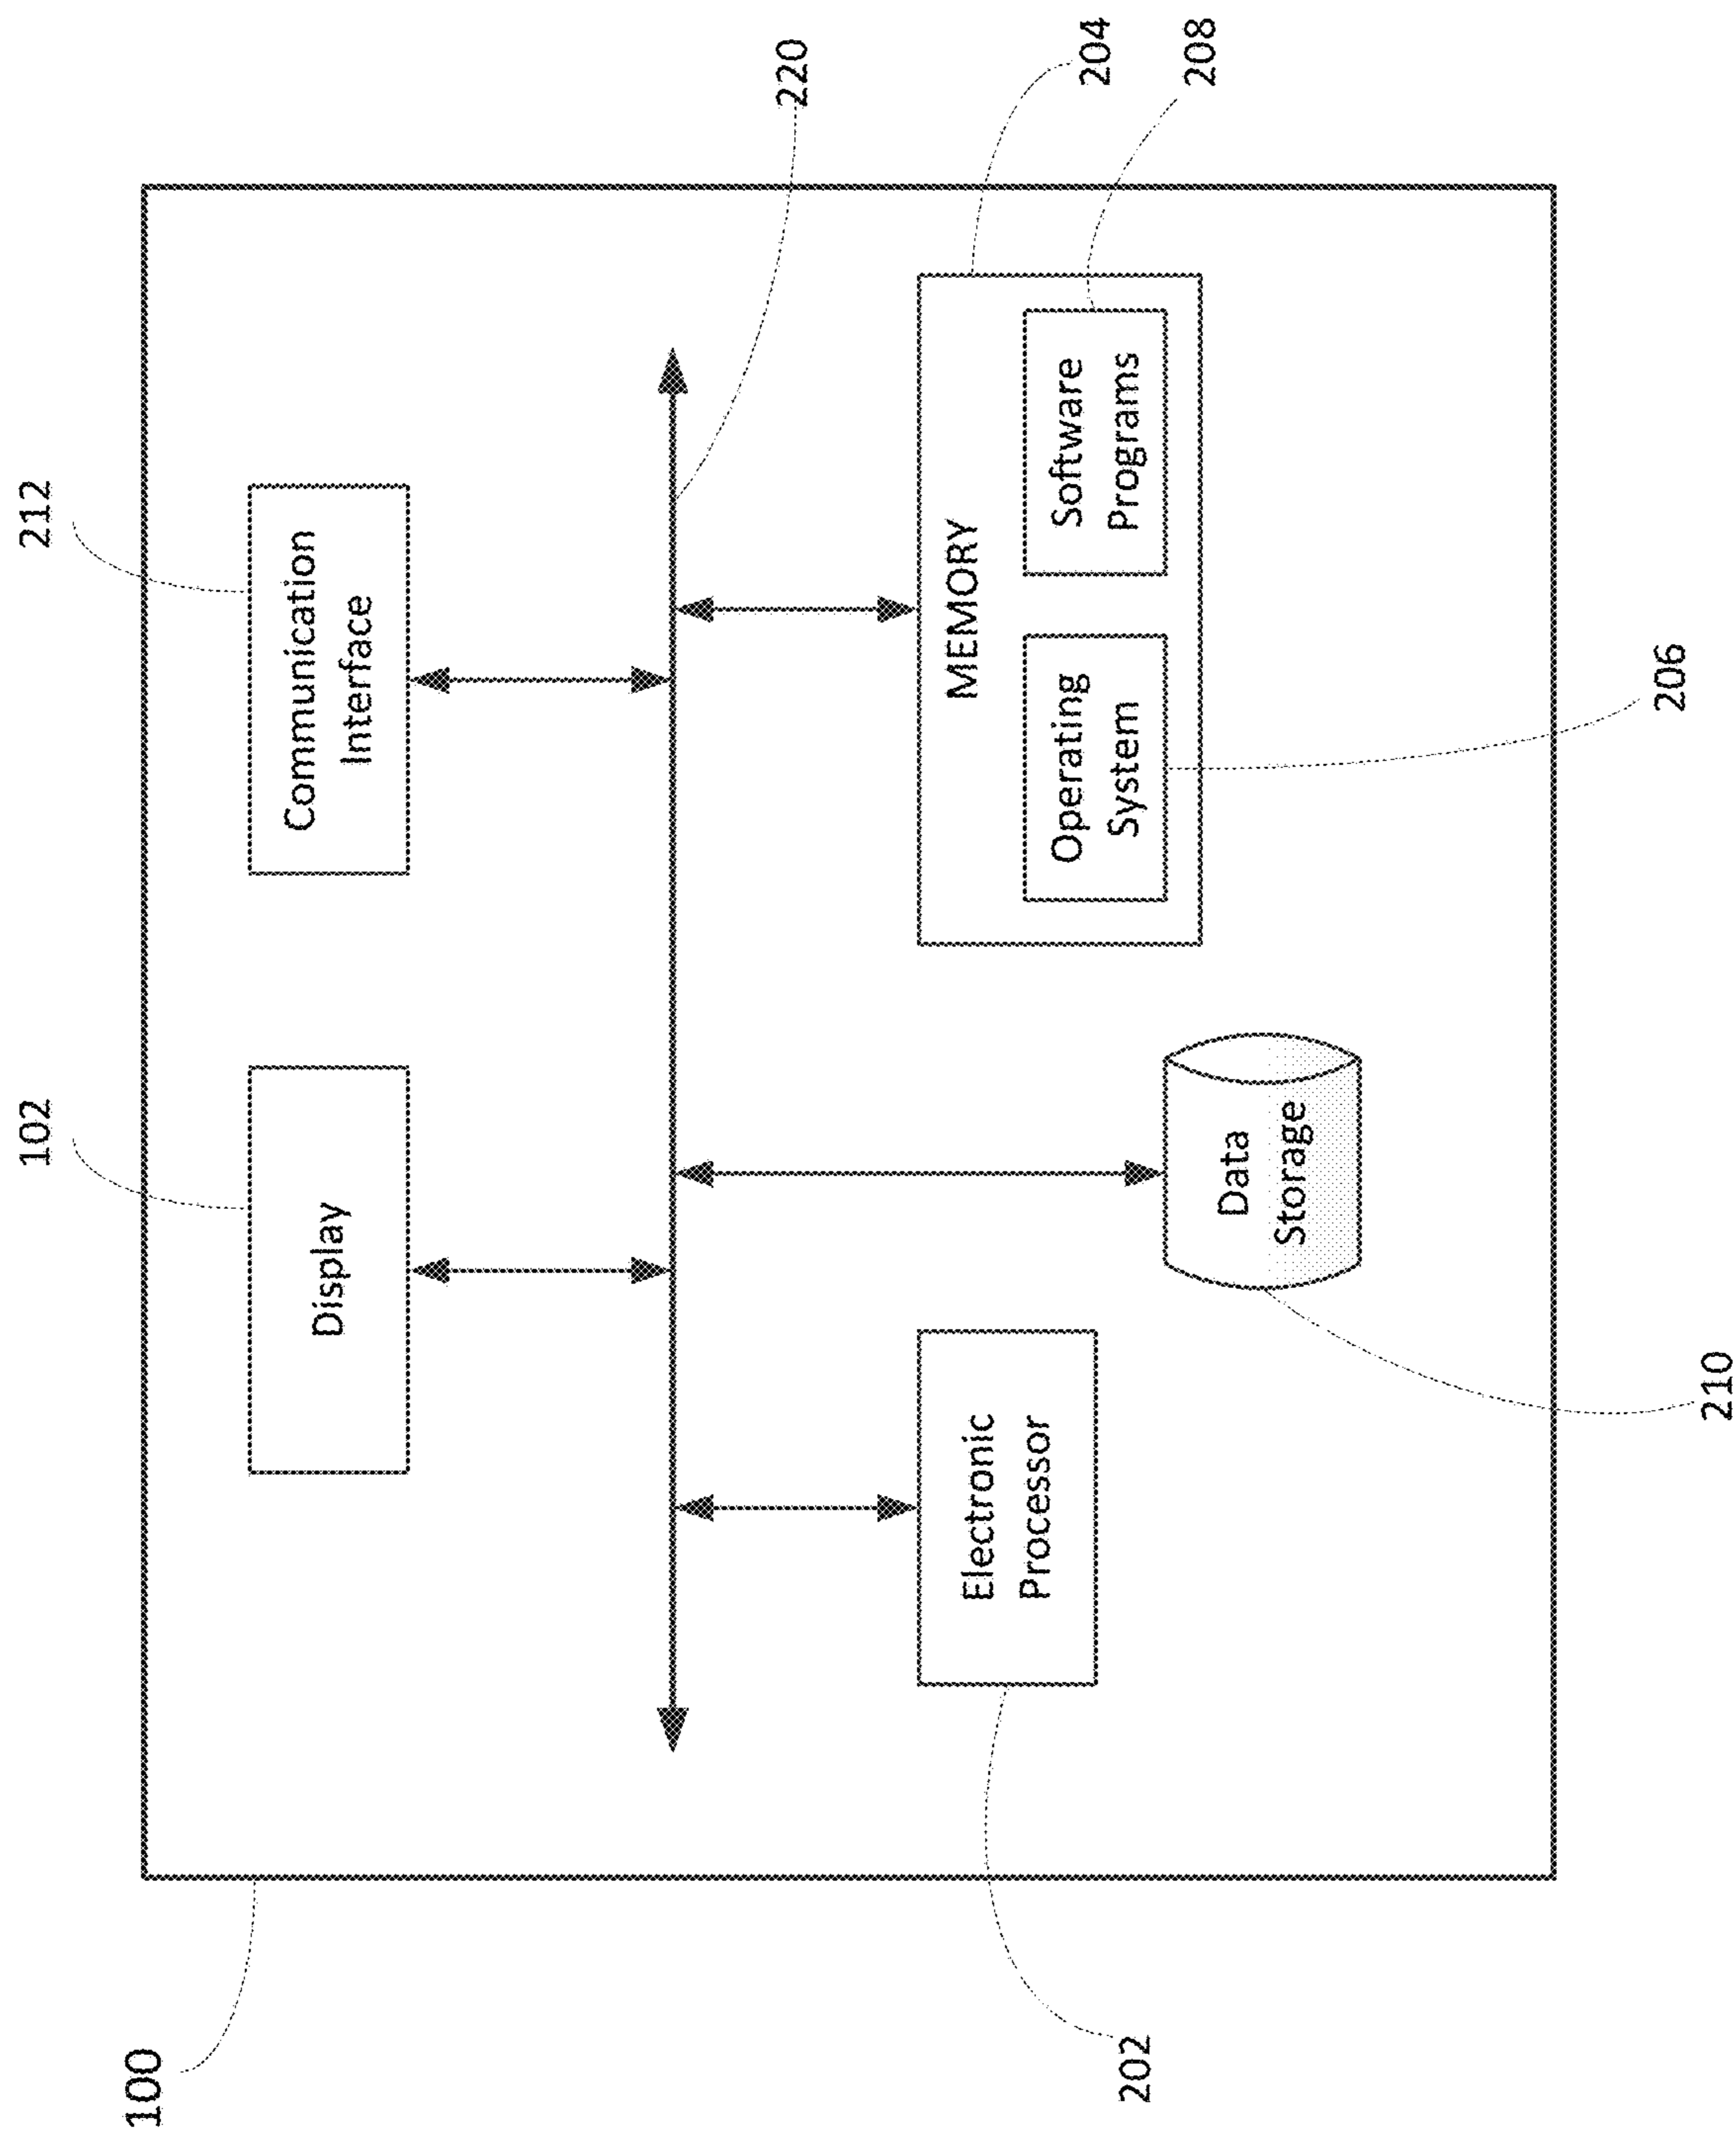 100
102
212
Display
Communication
Interface
220
Electronic
Processor
MEMORY
204
Operating
System
Software
Programs
208
Data
Storage
202
210
206